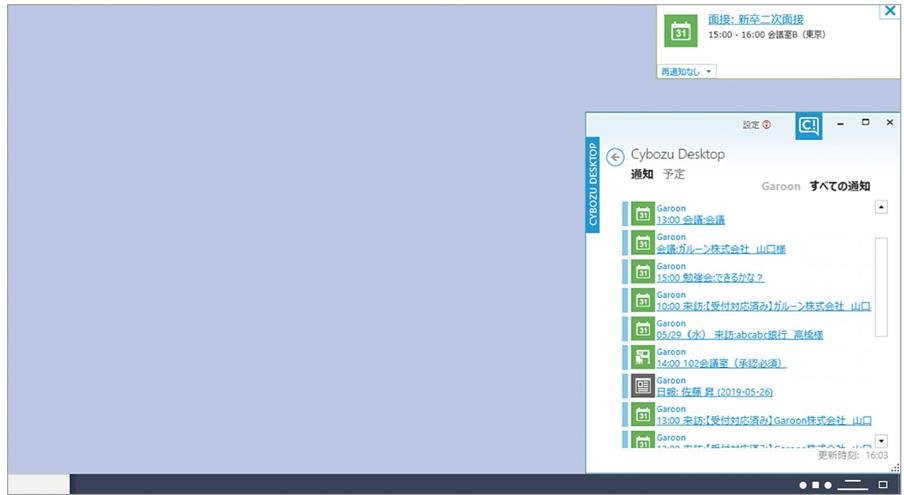 面接: 新卒二次面接
15:00 - 16:00 会議室B（東京）
再通知なし
設定
C!
CYBOZU DESKTOP
Cybozu Desktop
通知 予定
Garoon すべての通知
Garoon
13:00 会議:会議
Garoon
会議:ガルーン株式会社 山口様
Garoon
15:00 勉強会:できるかな？
Garoon
10:00 来訪:【受付対応済み】ガルーン株式会社 山口
Garoon
05/29（水） 来訪:abcabc銀行 高橋様
Garoon
14:00 102会議室（承認必須）
Garoon
日報: 佐藤 昇 (2019-05-26)
Garoon
13:00 来訪:【受付対応済み】Garoon株式会社 山口
Garoon
更新時刻: 16:03